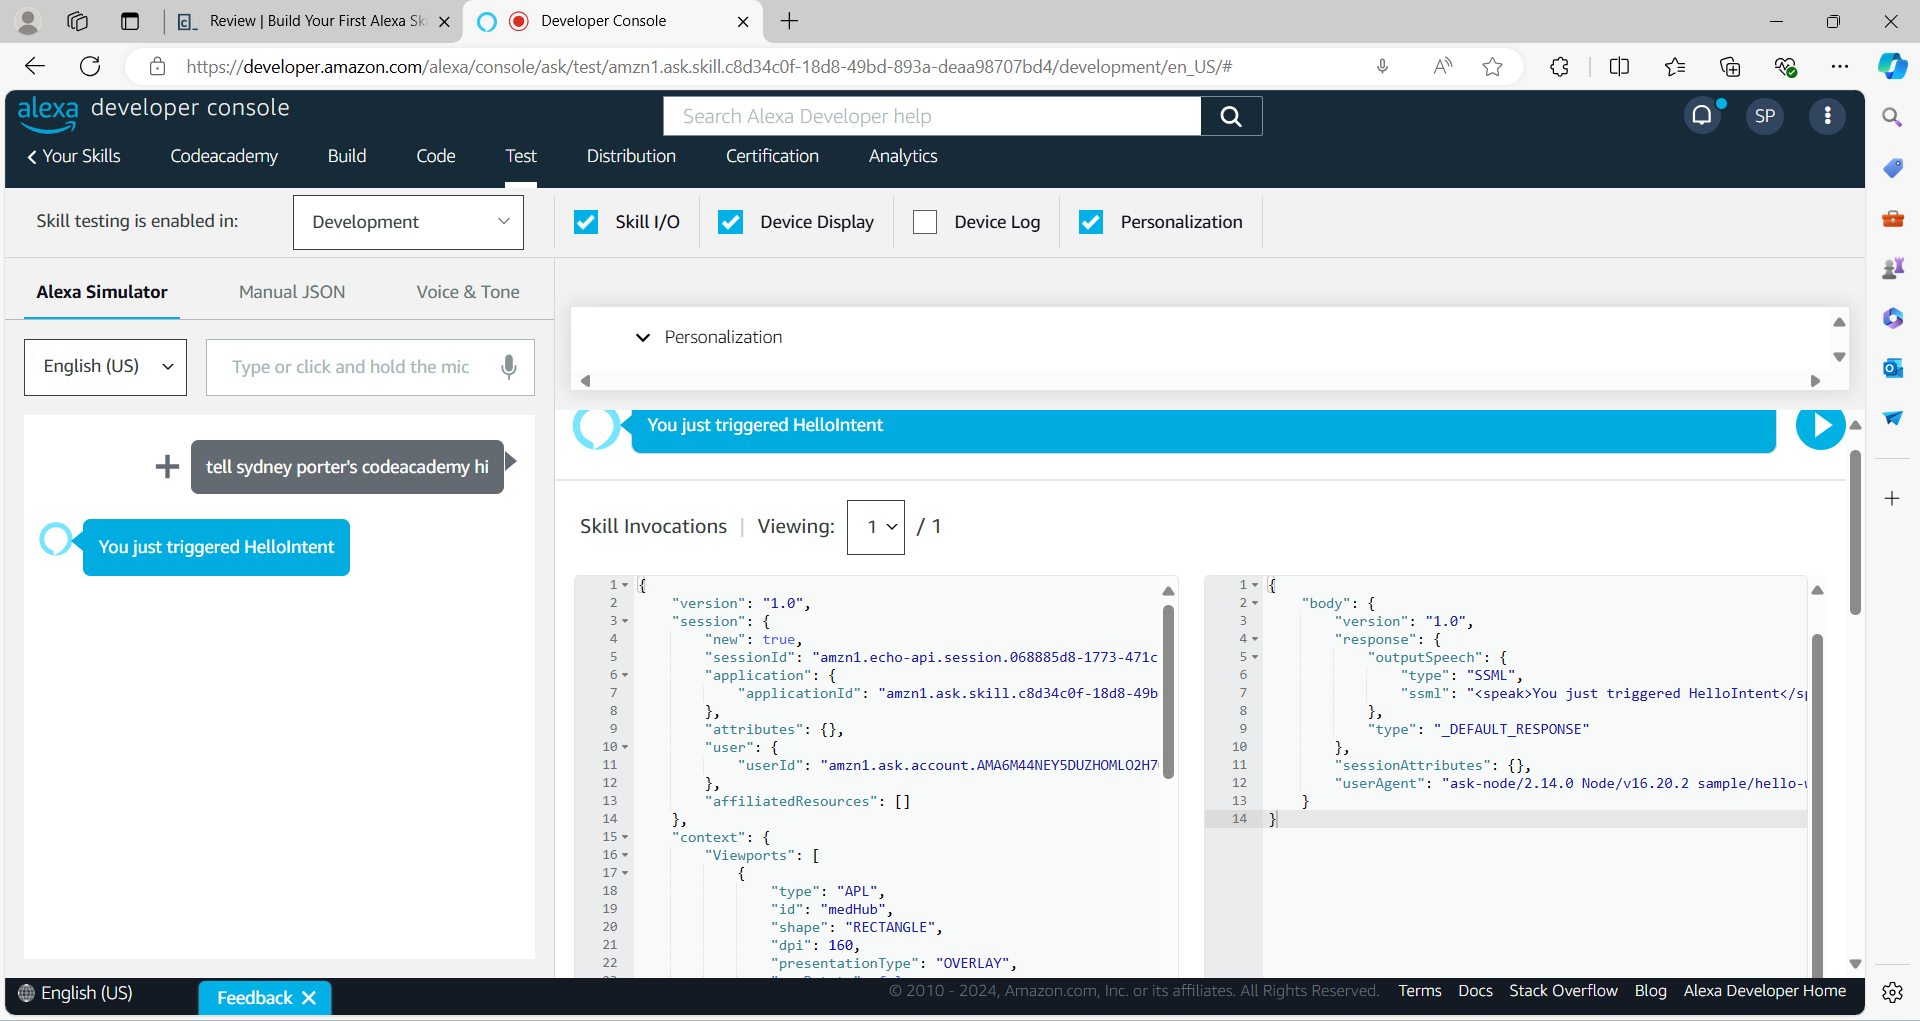 Review | Build Your First Alexa Sk
Developer Console
https://developer.amazon.com/alexa/console/ask/test/amzn1.ask.skill.c8d34c0f-18d8-49bd-893a-deaa98707bd4/development/en_US/#
alexa developer console
Search Alexa Developer help
SP
Your Skills
Codeacademy
Build
Code
Test
Distribution
Certification
Analytics
Skill testing is enabled in:
Development
Skill I/O
Device Display
Device Log
Personalization
Alexa Simulator
Manual JSON
Voice & Tone
English (US)
Type or click and hold the mic
tell sydney porter's codeacademy hi
You just triggered HelloIntent
Personalization
You just triggered HelloIntent
Skill Invocations | Viewing: 1 / 1
1 {
2 "version": "1.0",
3 "session": {
4 "new": true,
5 "sessionId": "amzn1.echo-api.session.068885d8-1773-471c
6 "application": {
7 "applicationId": "amzn1.ask.skill.c8d34c0f-18d8-49b
8 },
9 "attributes": {},
10 "user": {
11 "userId": "amzn1.ask.account.AMA6M44NEY5DUZHOMLO2H7
12 },
13 "affiliatedResources": []
14 },
15 "context": {
16 "Viewports": [
17 {
18 "type": "APL",
19 "id": "medHub",
20 "shape": "RECTANGLE",
21 "dpi": 160,
22 "presentationType": "OVERLAY",
1 {
2 "body": {
3 "version": "1.0",
4 "response": {
5 "outputSpeech": {
6 "type": "SSML",
7 "ssml": "<speak>You just triggered HelloIntent</sp
8 },
9 "type": "_DEFAULT_RESPONSE"
10 },
11 "sessionAttributes": {},
12 "userAgent": "ask-node/2.14.0 Node/v16.20.2 sample/hello-w
13 }
14 }
English (US)
Feedback
© 2010 - 2024, Amazon.com, Inc. or its affiliates. All Rights Reserved.
Terms
Docs
Stack Overflow
Blog
Alexa Developer Home